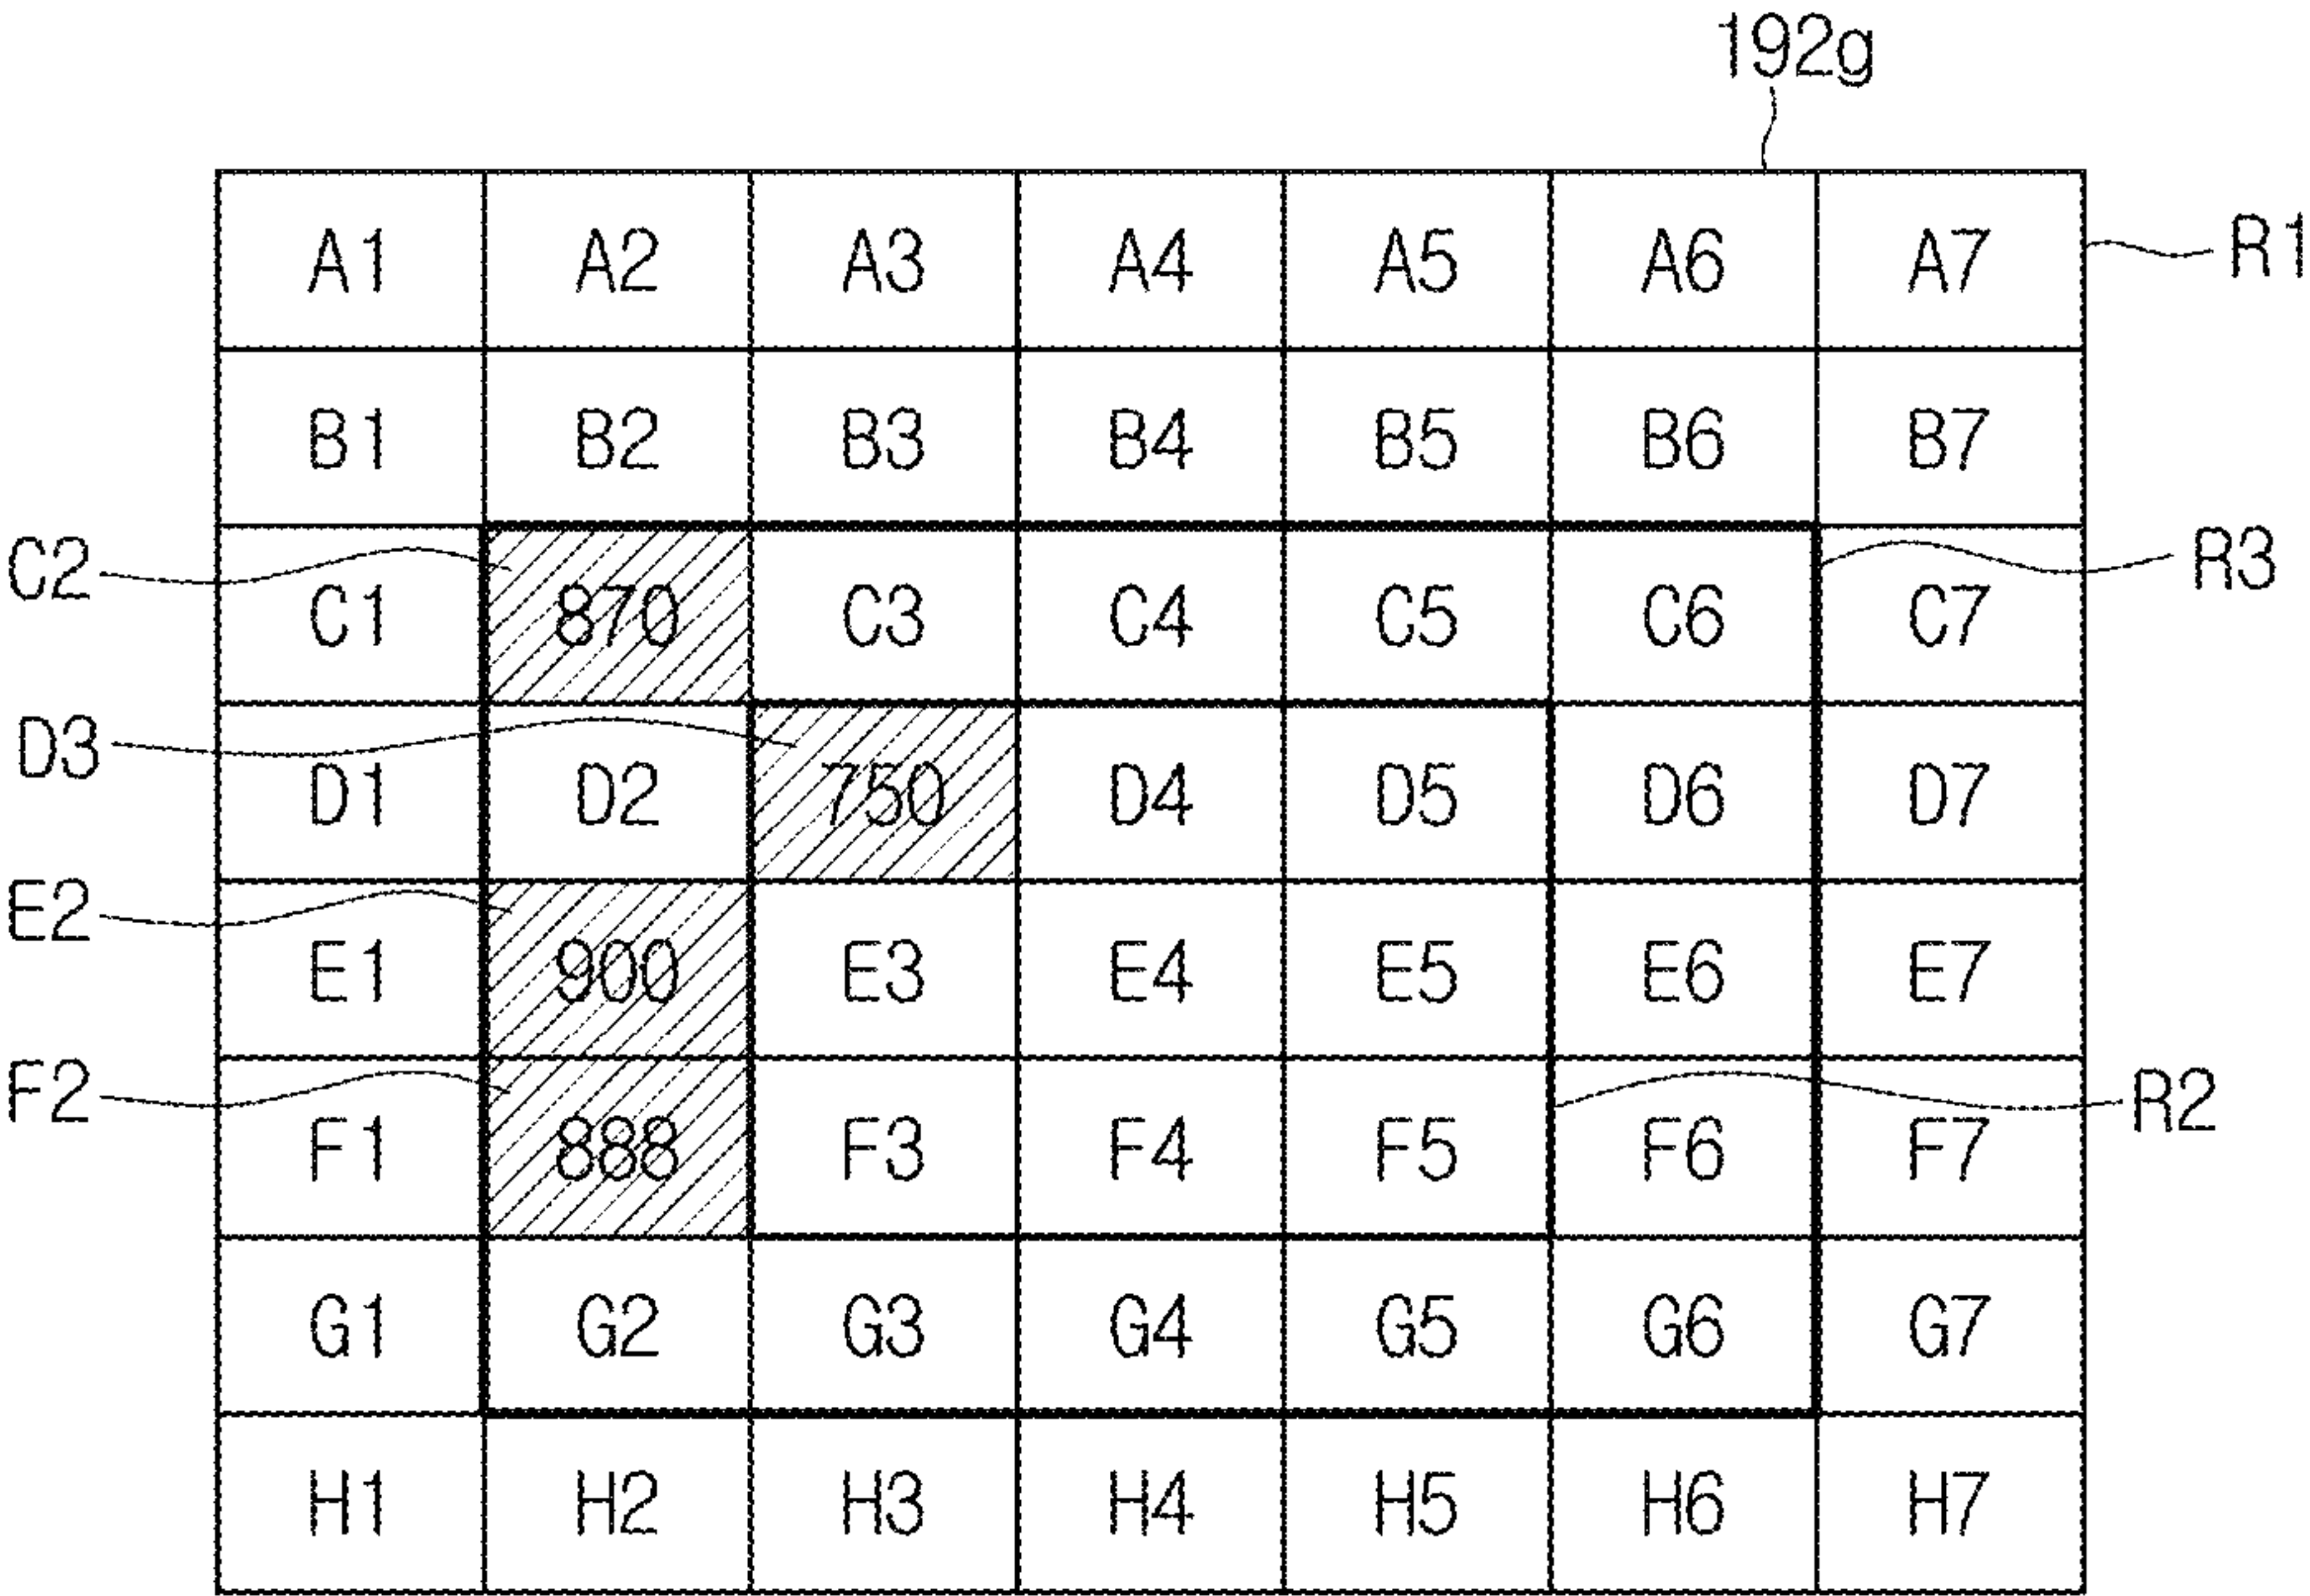 192g
A1 A2 A3 A4 A5 A6 A7 R1
B1 B2 B3 B4 B5 B6 B7
C2 C1 870 C3 C4 C5 C6 C7 R3
D3 D1 D2 750 D4 D5 D6 D7
E2 E1 900 E3 E4 E5 E6 E7
F2 F1 888 F3 F4 F5 F6 F7 R2
G1 G2 G3 G4 G5 G6 G7
H1 H2 H3 H4 H5 H6 H7